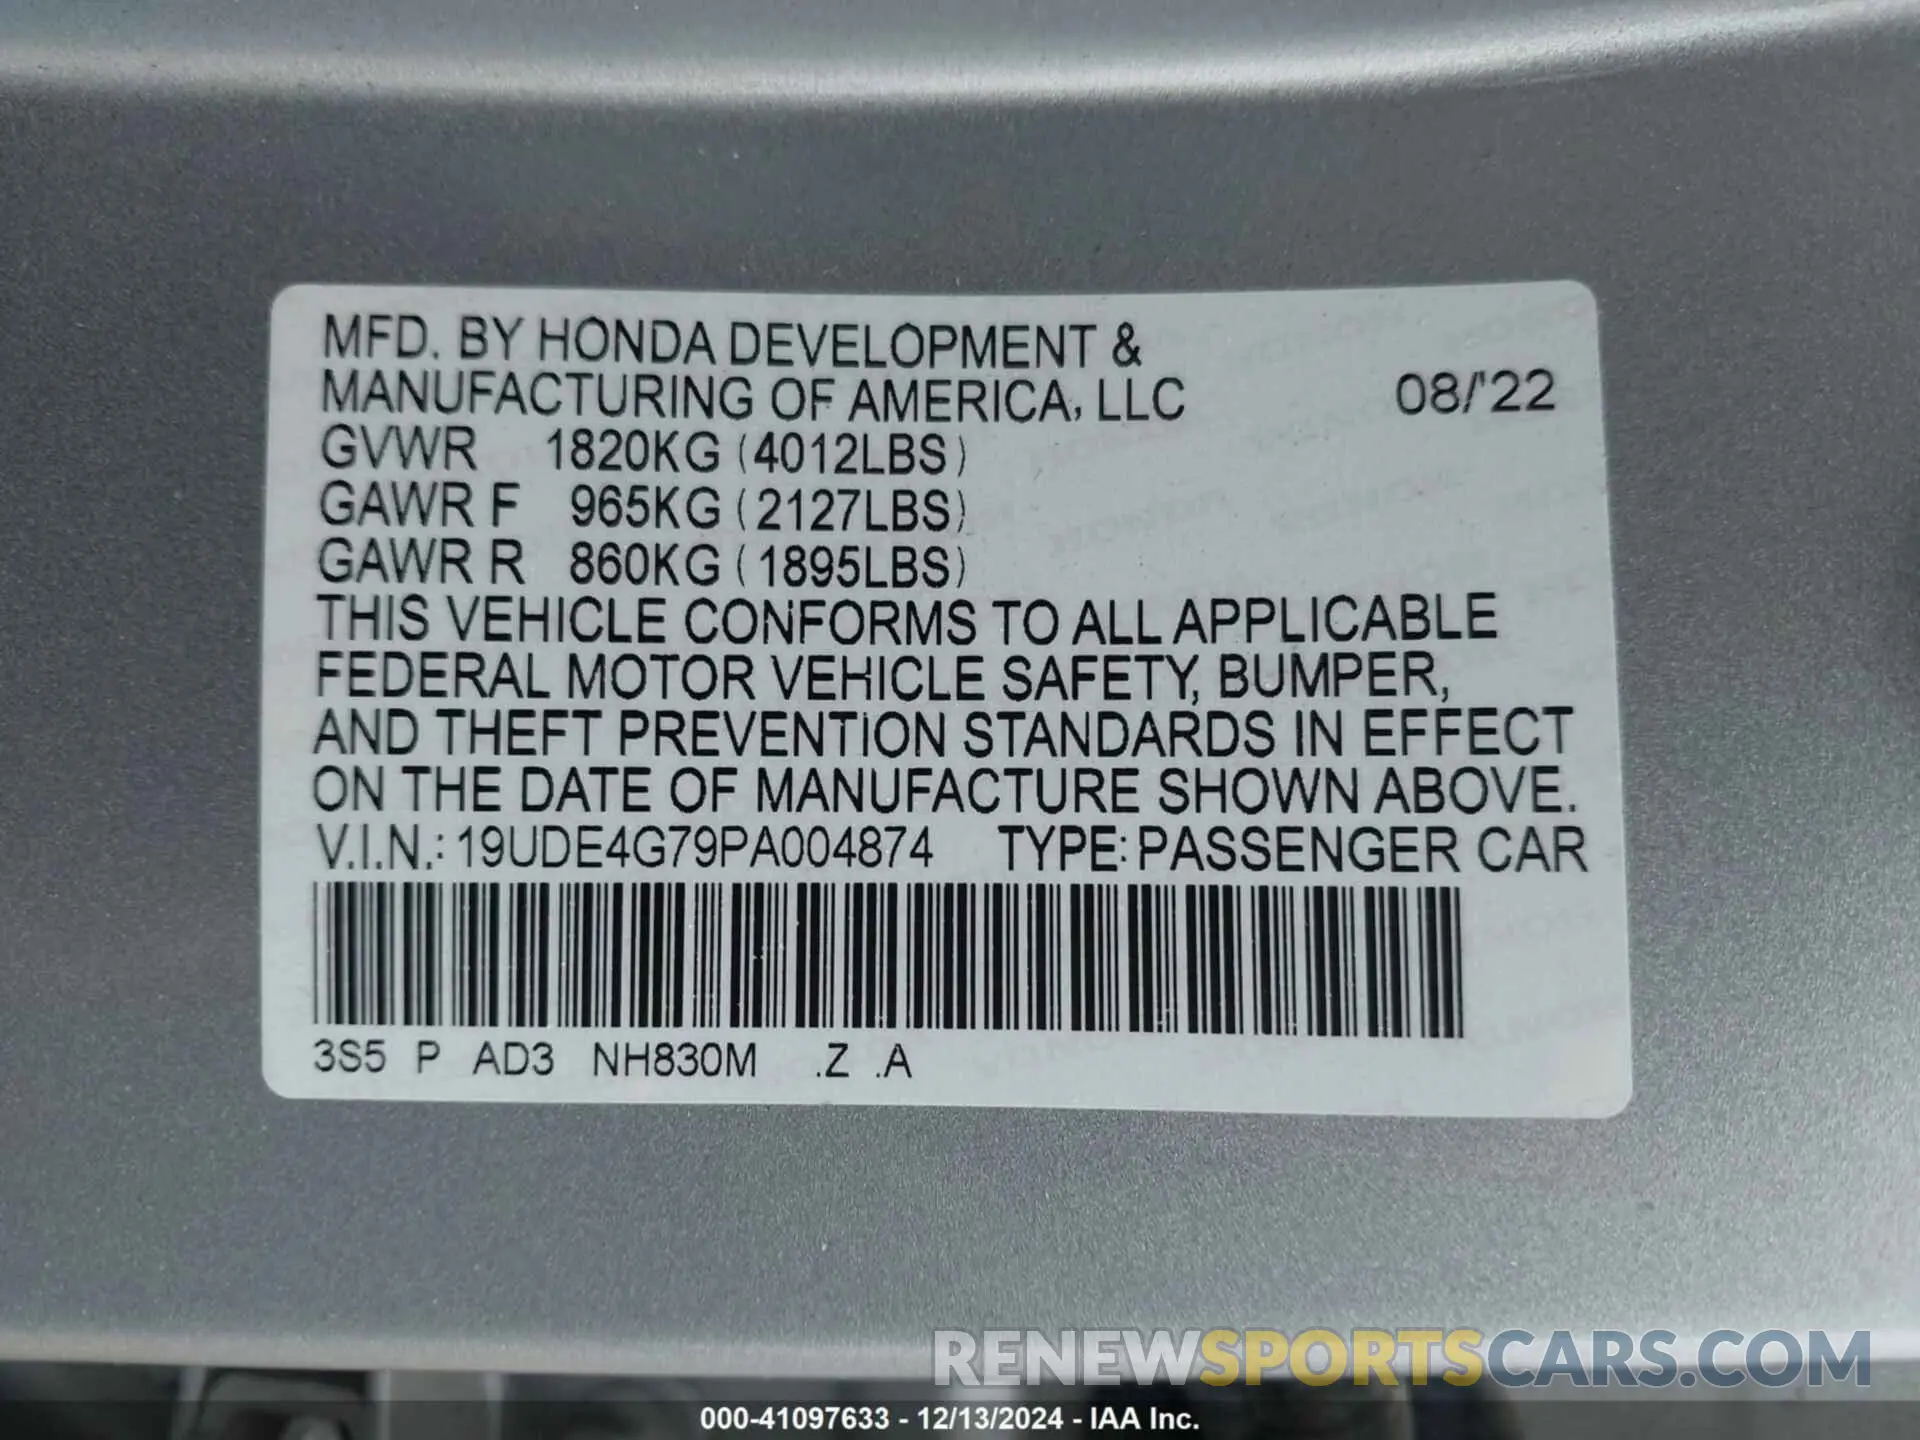 MFD. BY HONDA DEVELOPMENT &
MANUFACTURING OF AMERICA, LLC 08/'22
GVWR 1820KG (4012LBS)
GAWR F 965KG (2127LBS)
GAWR R 860KG (1895LBS)
THIS VEHICLE CONFORMS TO ALL APPLICABLE
FEDERAL MOTOR VEHICLE SAFETY, BUMPER,
AND THEFT PREVENTION STANDARDS IN EFFECT
ON THE DATE OF MANUFACTURE SHOWN ABOVE.
V.I.N.: 19UDE4G79PA004874 TYPE: PASSENGER CAR
3S5 P AD3 NH830M .Z .A
RENEWSPORTSCARS.COM
000-41097633 - 12/13/2024 - IAA Inc.